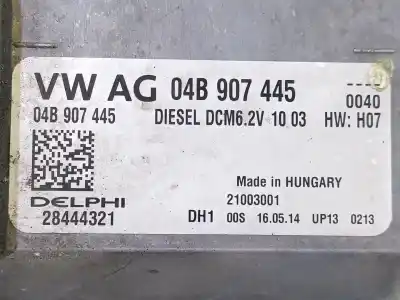 VW AG 04B 907 445
----
0040
04B 907 445 DIESEL DCM6.2V 10 03 HW: H07
Made in HUNGARY
DELPHI 21003001
28444321 DH1 00S 16.05.14 UP13 0213